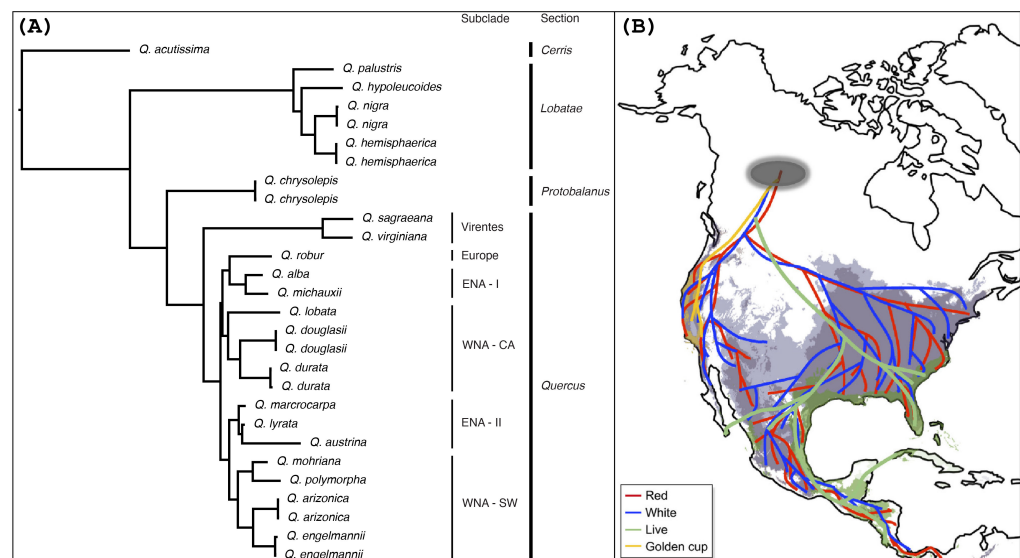 (A)
Subclade
Section
Q. acutissima
Cerris
Q. palustris
Q. hypoleucoides
Q. nigra
Lobatae
Q. nigra
Q. hemisphaerica
Q. hemisphaerica
Q. chrysolepis
Protobalanus
Q. chrysolepis
Q. sagraeana
Virentes
Q. virginiana
Q. robur
Europe
Q. alba
ENA - I
Q. michauxii
Q. lobata
Q. douglasii
WNA - CA
Q. douglasii
Q. durata
Quercus
Q. durata
Q. marcrocarpa
Q. lyrata
ENA - II
Q. austrina
Q. mohriana
Q. polymorpha
Q. arizonica
WNA - SW
Q. arizonica
Q. engelmannii
Q. engelmannii
(B)
Red
White
Live
Golden cup